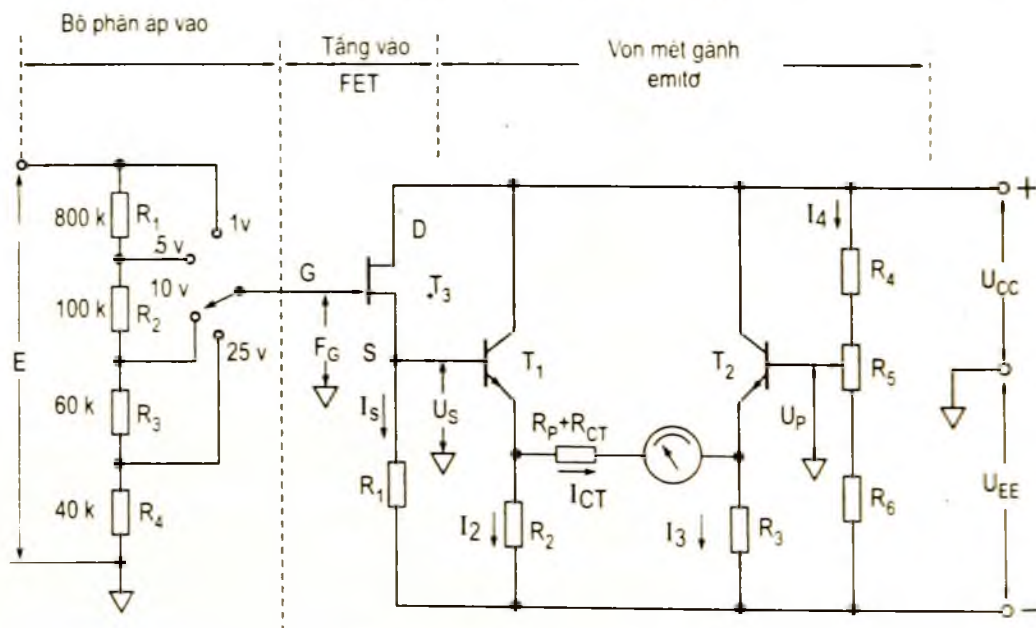 Bô phân áp vao
Tâng vào
FET
Von mét gành
emitơ
E
800 k
R₁
100 k
R₂
60 k
R₃
40 k
R₄
1v
5 v
10 v
25 v
G
D
T₃
F_G
S
I_S
U_S
R₁
T₁
I₂
R₂
R_P+R_CT
I_CT
T₂
I₃
R₃
U_P
I₄
R₄
R₅
R₆
+
U_CC
U_EE
−